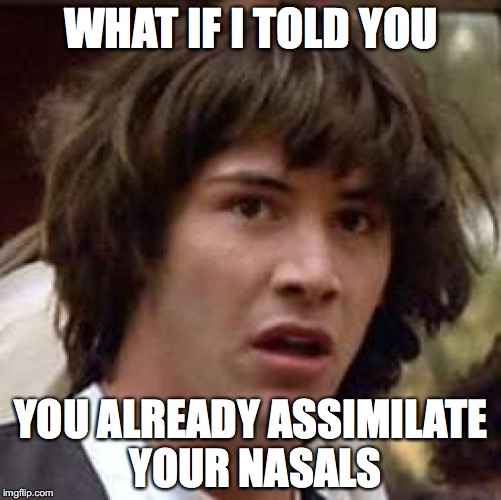 WHAT IF I TOLD YOU
YOU ALREADY ASSIMILATE
YOUR NASALS
imgflip.com